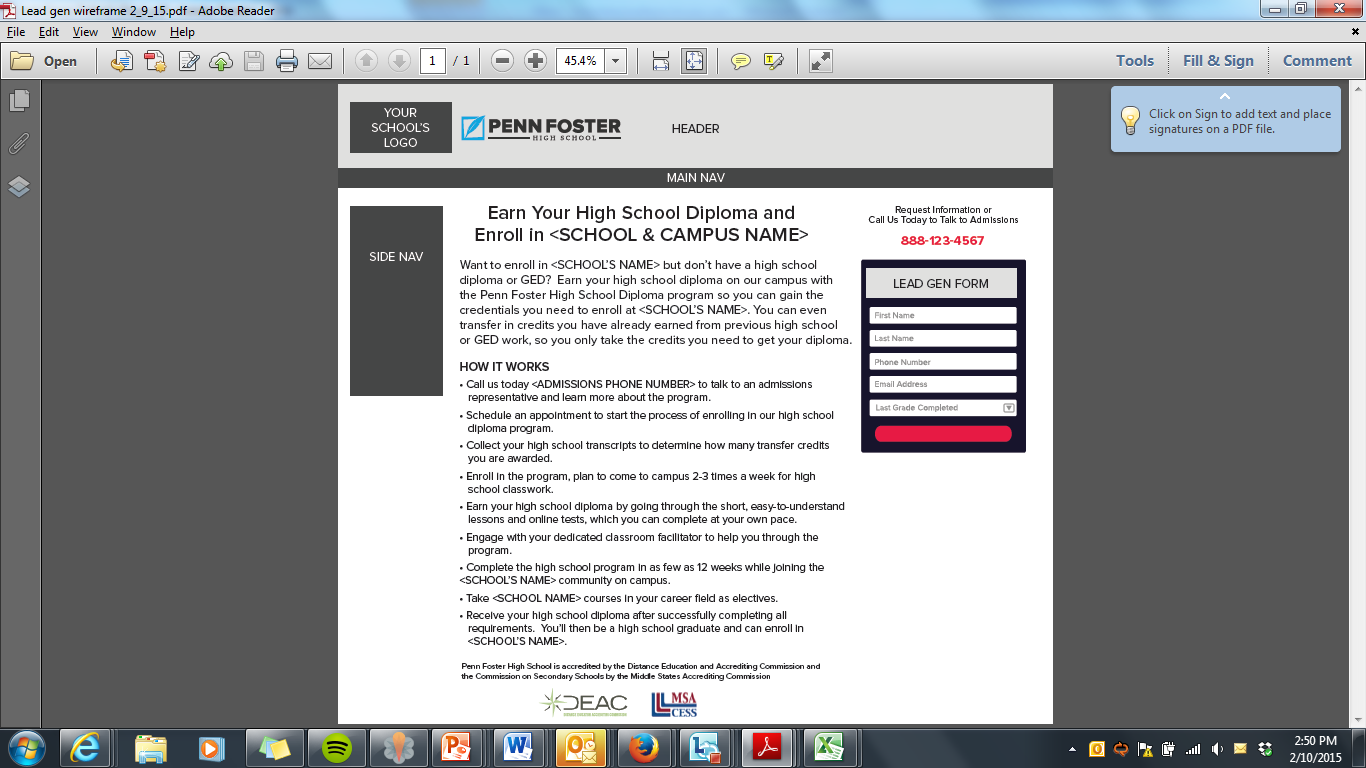 Lead gen wireframe 2_9_15.pdf - Adobe Reader
File Edit View Window Help
Open 1 / 1 45.4% Tools Fill & Sign Comment
Click on Sign to add text and place
signatures on a PDF file.
YOUR
SCHOOL'S
LOGO
PENN FOSTER
HIGH SCHOOL
HEADER
MAIN NAV
SIDE NAV
Earn Your High School Diploma and
Enroll in <SCHOOL & CAMPUS NAME>
Want to enroll in <SCHOOL'S NAME> but don't have a high school
diploma or GED? Earn your high school diploma on our campus with
the Penn Foster High School Diploma program so you can gain the
credentials you need to enroll at <SCHOOL'S NAME>. You can even
transfer in credits you have already earned from previous high school
or GED work, so you only take the credits you need to get your diploma.
HOW IT WORKS
• Call us today <ADMISSIONS PHONE NUMBER> to talk to an admissions
representative and learn more about the program.
• Schedule an appointment to start the process of enrolling in our high school
diploma program.
• Collect your high school transcripts to determine how many transfer credits
you are awarded.
• Enroll in the program, plan to come to campus 2-3 times a week for high
school classwork.
• Earn your high school diploma by going through the short, easy-to-understand
lessons and online tests, which you can complete at your own pace.
• Engage with your dedicated classroom facilitator to help you through the
program.
• Complete the high school program in as few as 12 weeks while joining the
<SCHOOL'S NAME> community on campus.
• Take <SCHOOL NAME> courses in your career field as electives.
• Receive your high school diploma after successfully completing all
requirements. You'll then be a high school graduate and can enroll in
<SCHOOL'S NAME>.
Penn Foster High School is accredited by the Distance Education and Accrediting Commission and
the Commission on Secondary Schools by the Middle States Accrediting Commission
DEAC
MSA
CESS
Request Information or
Call Us Today to Talk to Admissions
888-123-4567
LEAD GEN FORM
First Name
Last Name
Phone Number
Email Address
Last Grade Completed
2:50 PM
2/10/2015